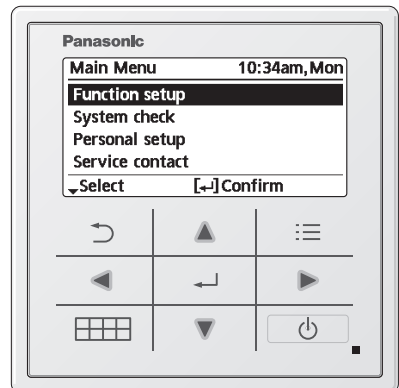 Panasonic
Main Menu 10:34am, Mon
Function setup
System check
Personal setup
Service contact
Select [↵] Confirm